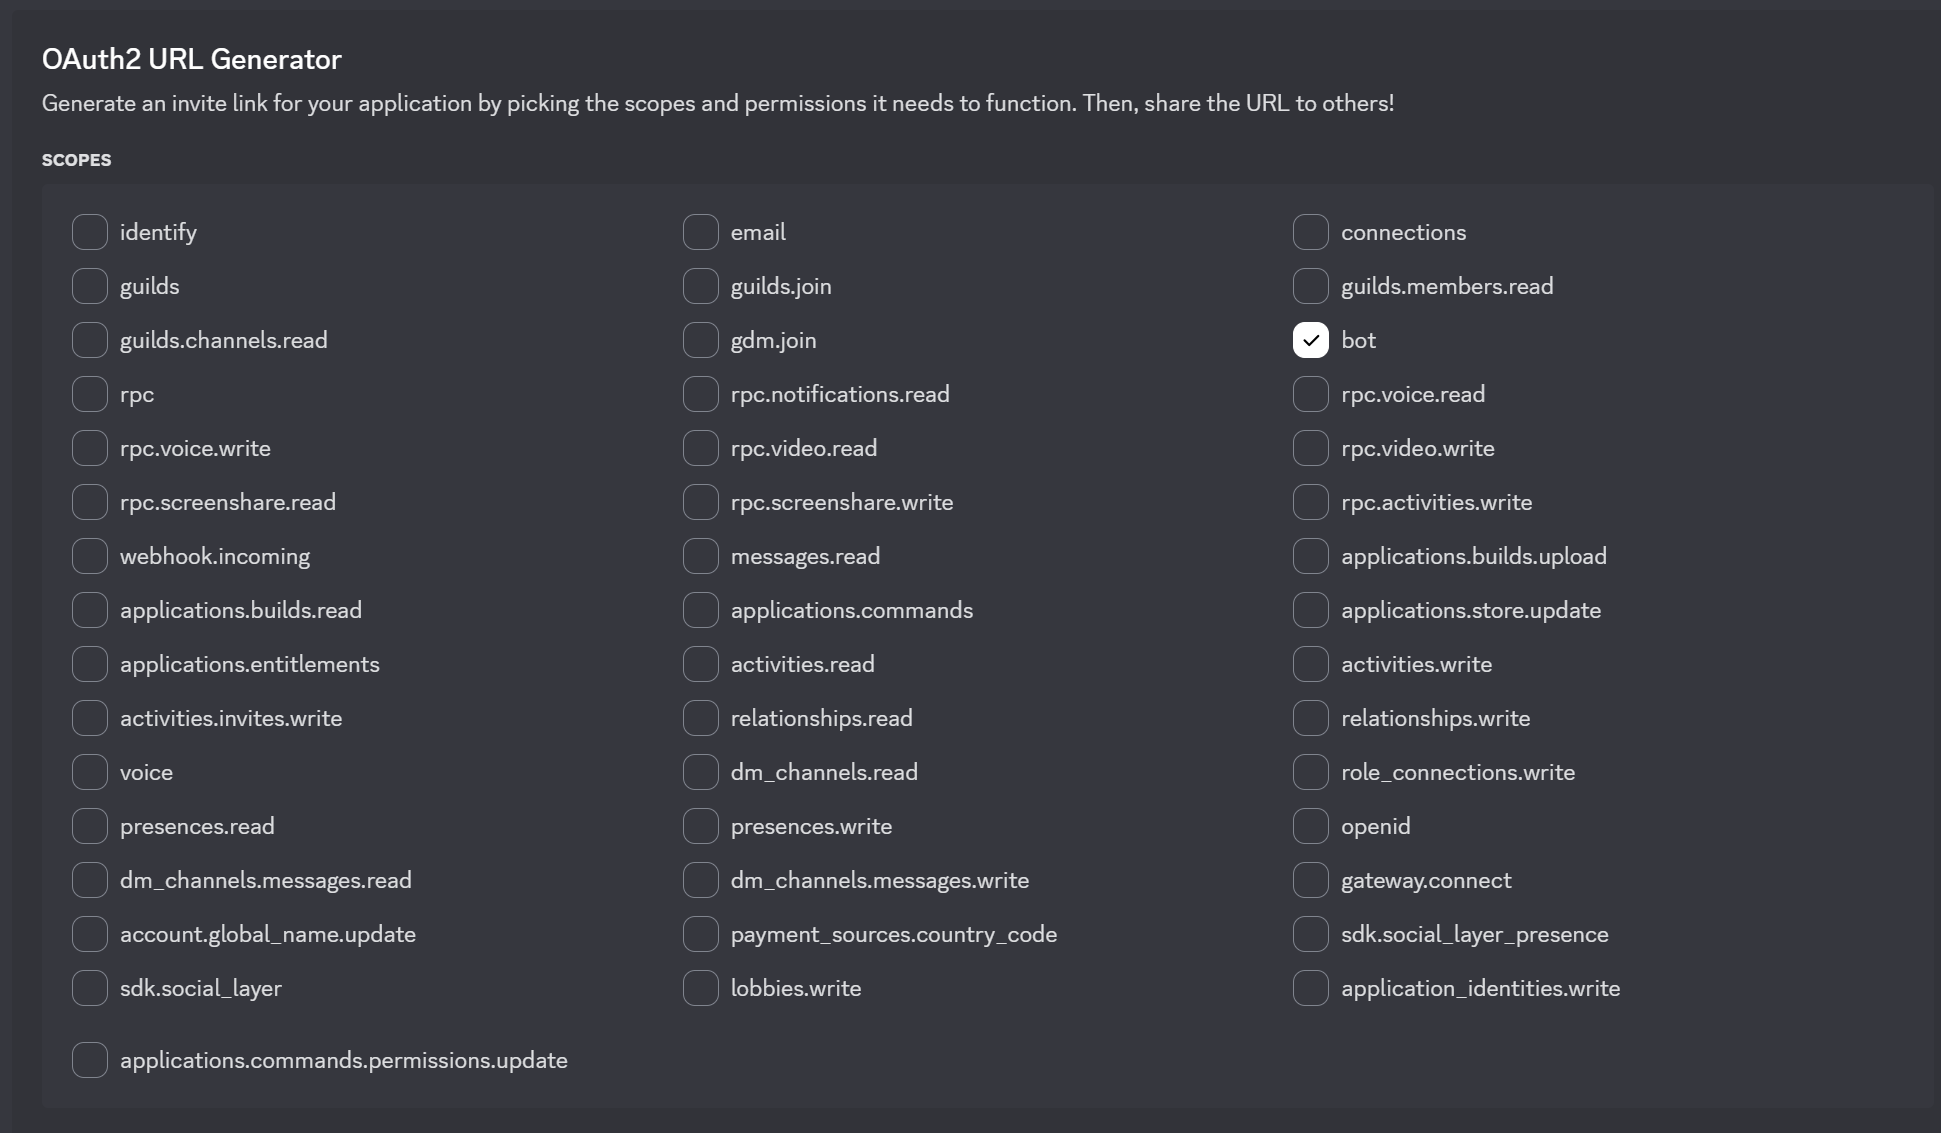 OAuth2 URL Generator
Generate an invite link for your application by picking the scopes and permissions it needs to function. Then, share the URL to others!
SCOPES
identify email connections
guilds guilds.join guilds.members.read
guilds.channels.read gdm.join bot
rpc rpc.notifications.read rpc.voice.read
rpc.voice.write rpc.video.read rpc.video.write
rpc.screenshare.read rpc.screenshare.write rpc.activities.write
webhook.incoming messages.read applications.builds.upload
applications.builds.read applications.commands applications.store.update
applications.entitlements activities.read activities.write
activities.invites.write relationships.read relationships.write
voice dm_channels.read role_connections.write
presences.read presences.write openid
dm_channels.messages.read dm_channels.messages.write gateway.connect
account.global_name.update payment_sources.country_code sdk.social_layer_presence
sdk.social_layer lobbies.write application_identities.write
applications.commands.permissions.update